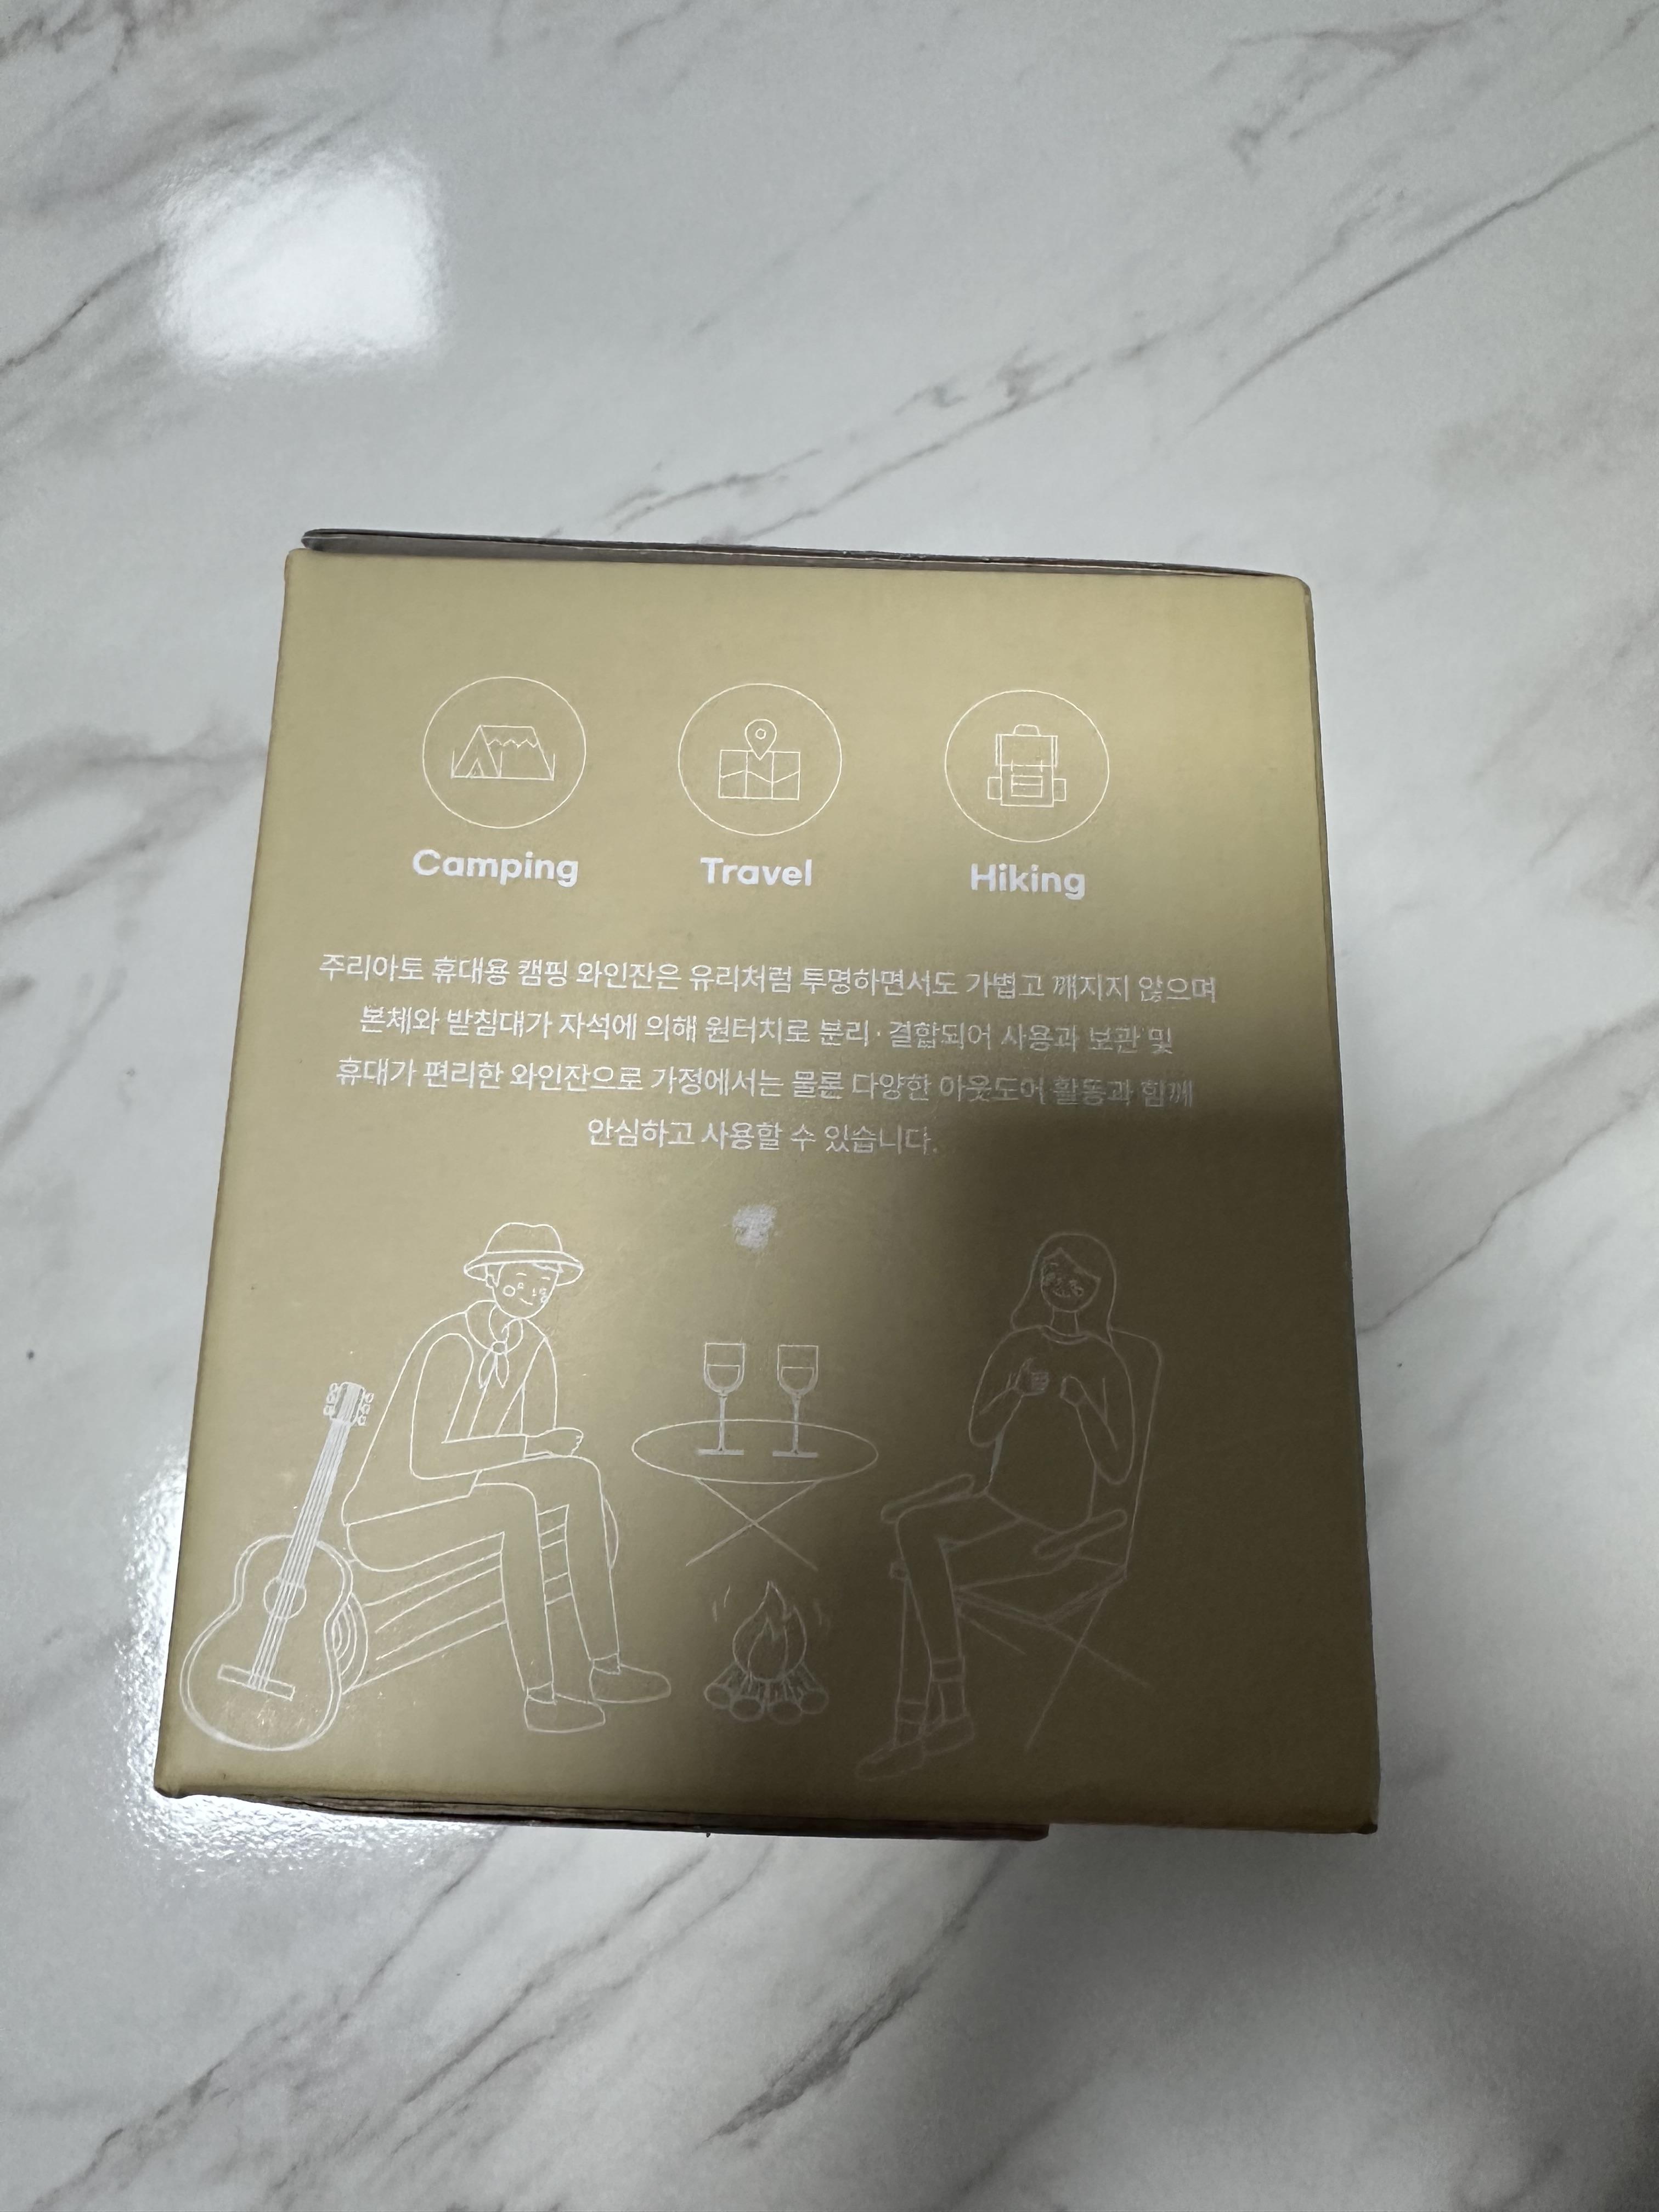 Camping Travel Hiking
주리아토 휴대용 캠핑 와인잔은 유리처럼 투명하면서도 가볍고 깨지지 않으며
본체와 받침대가 자석에 의해 원터치로 분리·결합되어 사용과 보관 및
휴대가 편리한 와인잔으로 가정에서는 물론 다양한 아웃도어 활동과 함께
안심하고 사용할 수 있습니다.